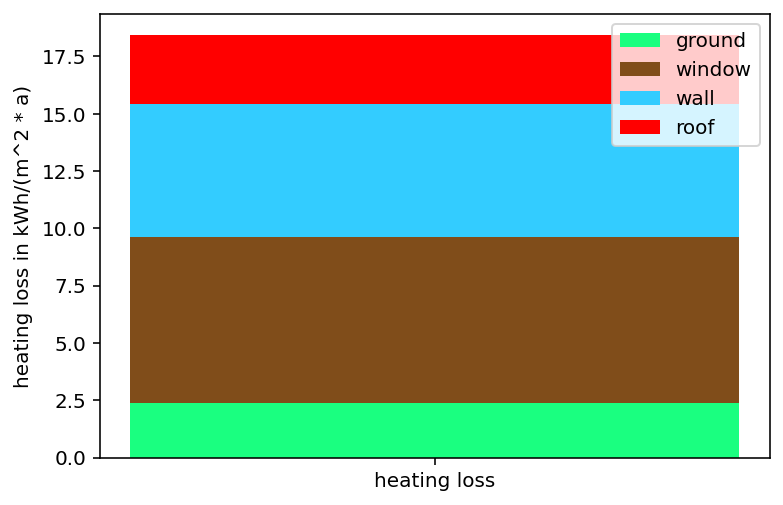 17.5
15.0
12.5
10.0
7.5
5.0
2.5
0.0
heating loss in kWh/(m^2 * a)
ground
window
wall
roof
heating loss